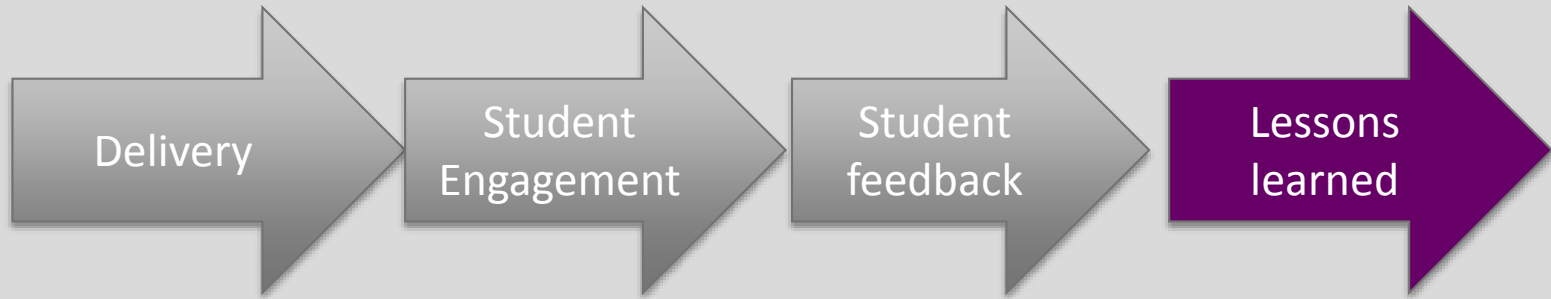 Delivery
Student
Engagement
Student
feedback
Lessons
learned